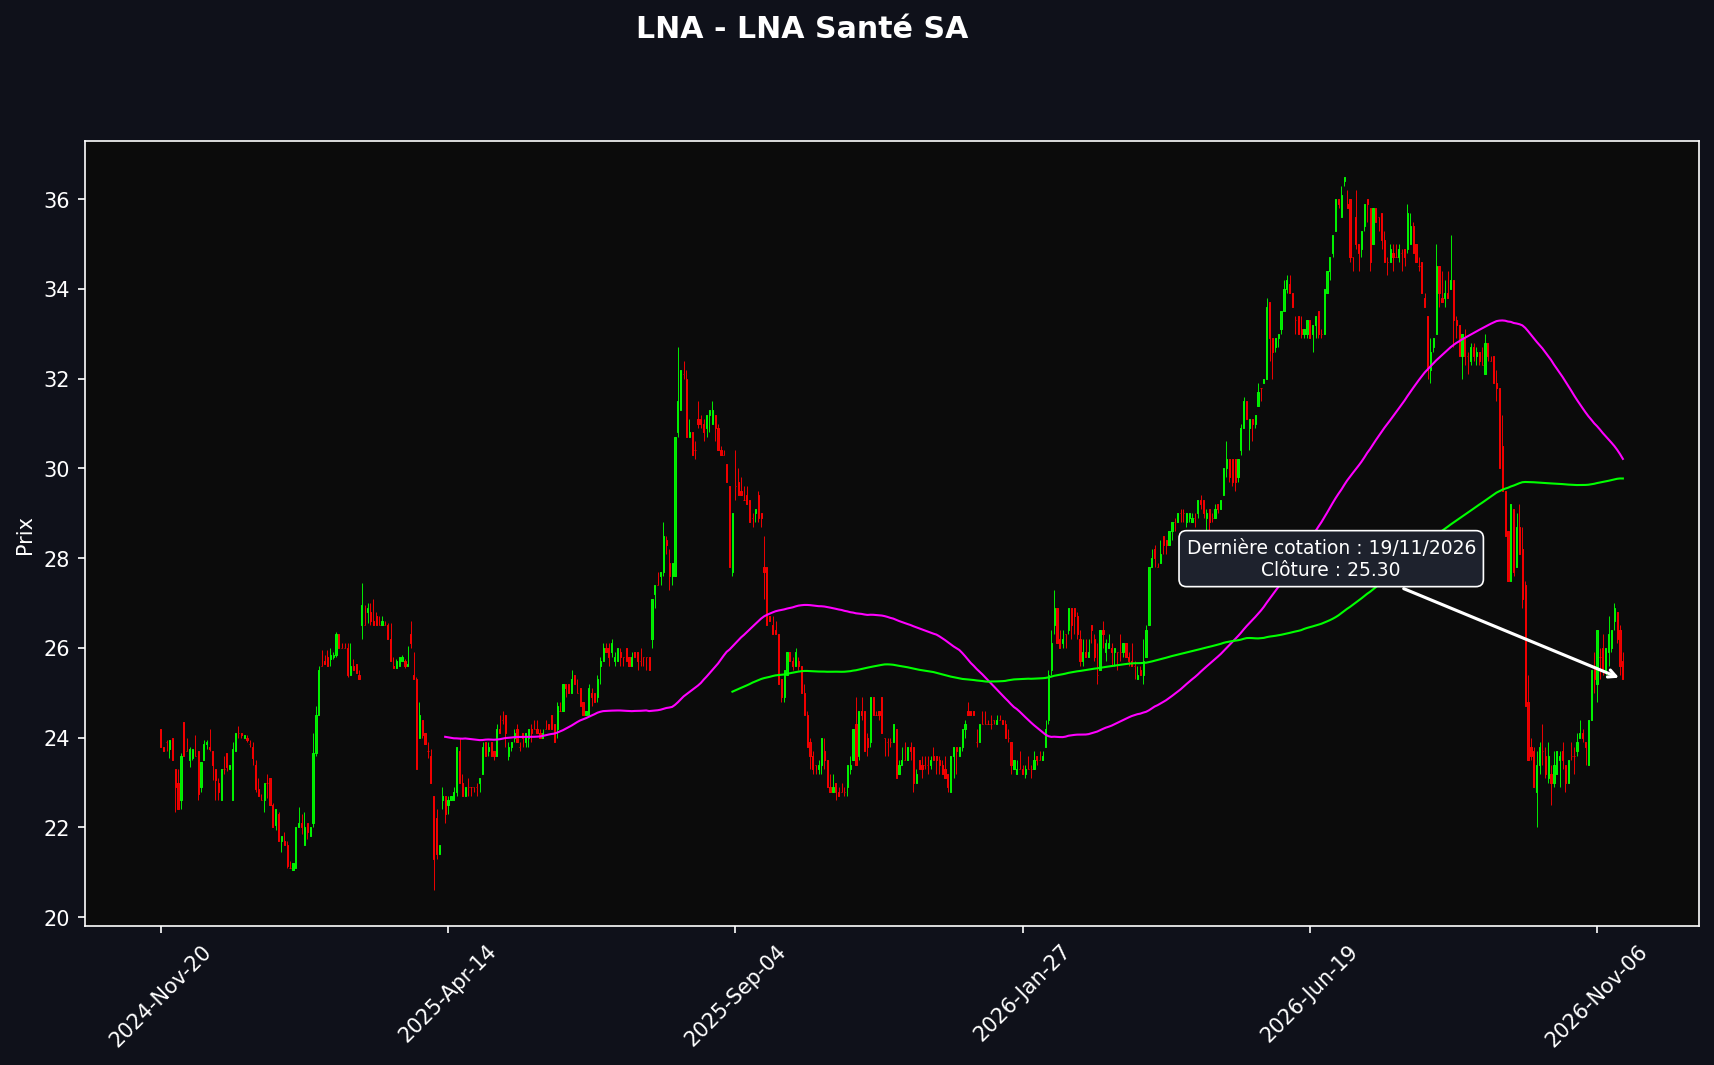 LNA - LNA Santé SA
Prix
36
34
32
30
28
26
24
22
20
Dernière cotation : 19/11/2026
Clôture : 25.30
2024-Nov-20
2025-Apr-14
2025-Sep-04
2026-Jan-27
2026-Jun-19
2026-Nov-06